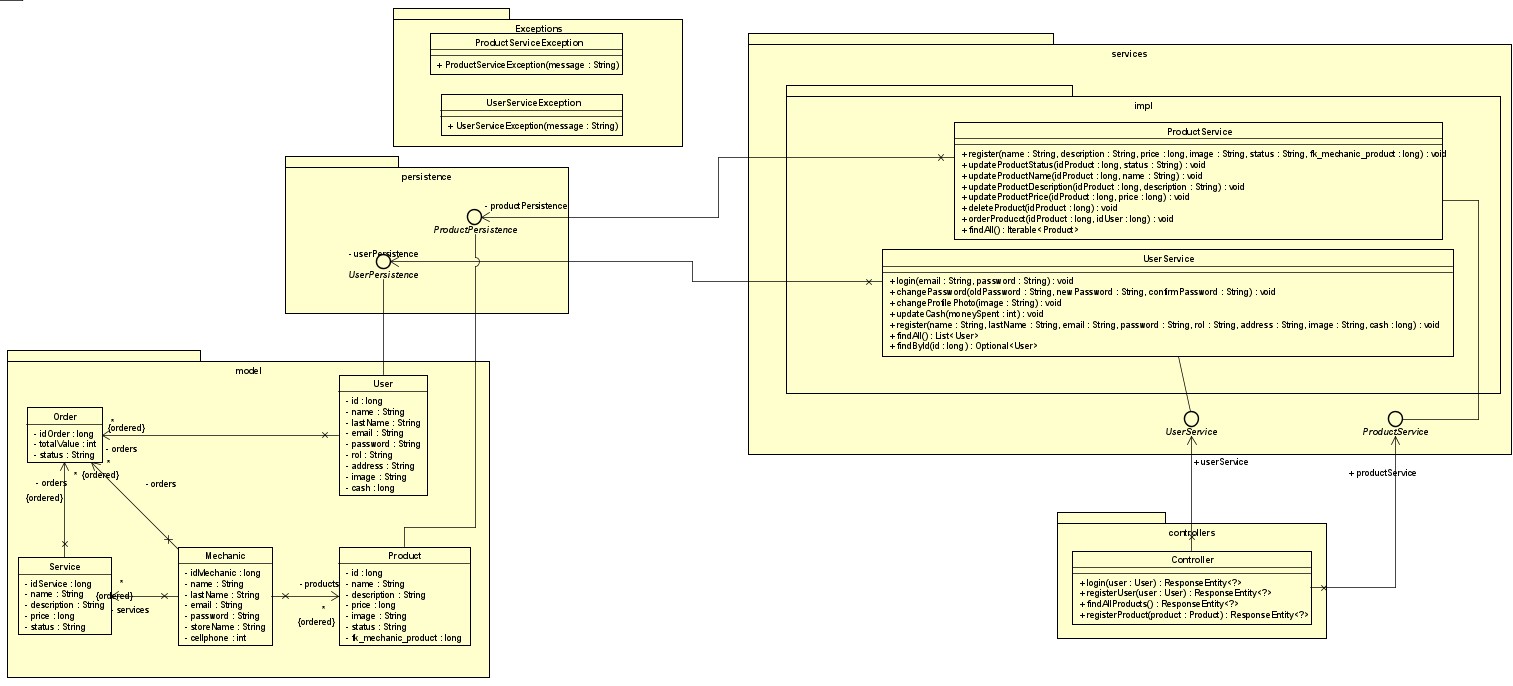 Exceptions
ProductServiceException
+ ProductServiceException(message : String)
UserServiceException
+ UserServiceException(message : String)
persistence
- productPersistence
ProductPersistence
- userPersistence
UserPersistence
services
impl
ProductService
+ register(name : String, description : String, price : long, image : String, status : String, fk_mechanic_product : long) : void
+ updateProductStatus(idProduct : long, status : String) : void
+ updateProductName(idProduct : long, name : String) : void
+ updateProductDescription(idProduct : long, description : String) : void
+ updateProductPrice(idProduct : long, price : long) : void
+ deleteProduct(idProduct : long) : void
+ orderProducct(idProduct : long, idUser : long) : void
+ findAll() : Iterable<Product>
UserService
+ login(email : String, password : String) : void
+ changePassword(oldPassword : String, newPassword : String, confirmPassword : String) : void
+ changeProfilePhoto(image : String) : void
+ updateCash(moneySpent : int) : void
+ register(name : String, lastName : String, email : String, password : String, rol : String, address : String, image : String, cash : long) : void
+ findAll() : List<User>
+ findById(id : long) : Optional<User>
UserService
ProductService
+ userService
+ productService
controllers
Controller
+ login(user : User) : ResponseEntity<?>
+ registerUser(user : User) : ResponseEntity<?>
+ findAllProducts() : ResponseEntity<?>
+ registerProduct(product : Product) : ResponseEntity<?>
model
User
- id : long
- name : String
- lastName : String
- email : String
- password : String
- rol : String
- address : String
- image : String
- cash : long
Order
- idOrder : long
- totalValue : int
- status : String
*
{ordered}
- orders
*
* {ordered}
- orders
- orders
{ordered}
Service
- idService : long
- name : String
- description : String
- price : long
- status : String
*
{ordered}
- services
Mechanic
- idMechanic : long
- name : String
- lastName : String
- email : String
- password : String
- storeName : String
- cellphone : int
- products
*
{ordered}
Product
- id : long
- name : String
- description : String
- price : long
- image : String
- status : String
- fk_mechanic_product : long